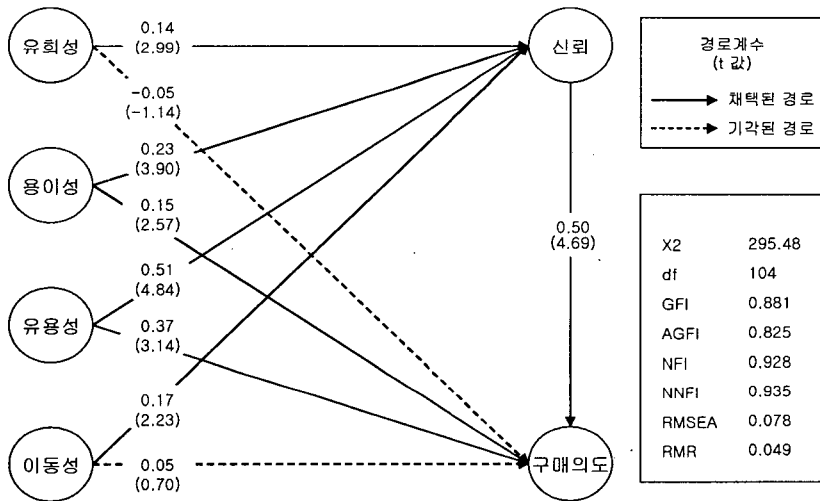 유희성
0.14
(2.99)
-0.05
(-1.14)
용이성
0.23
(3.90)
0.15
(2.57)
유용성
0.51
(4.84)
0.37
(3.14)
이동성
0.17
(2.23)
0.05
(0.70)
신뢰
0.50
(4.69)
구매의도
경로계수
(t 값)
채택된 경로
기각된 경로
X2 295.48
df 104
GFI 0.881
AGFI 0.825
NFI 0.928
NNFI 0.935
RMSEA 0.078
RMR 0.049